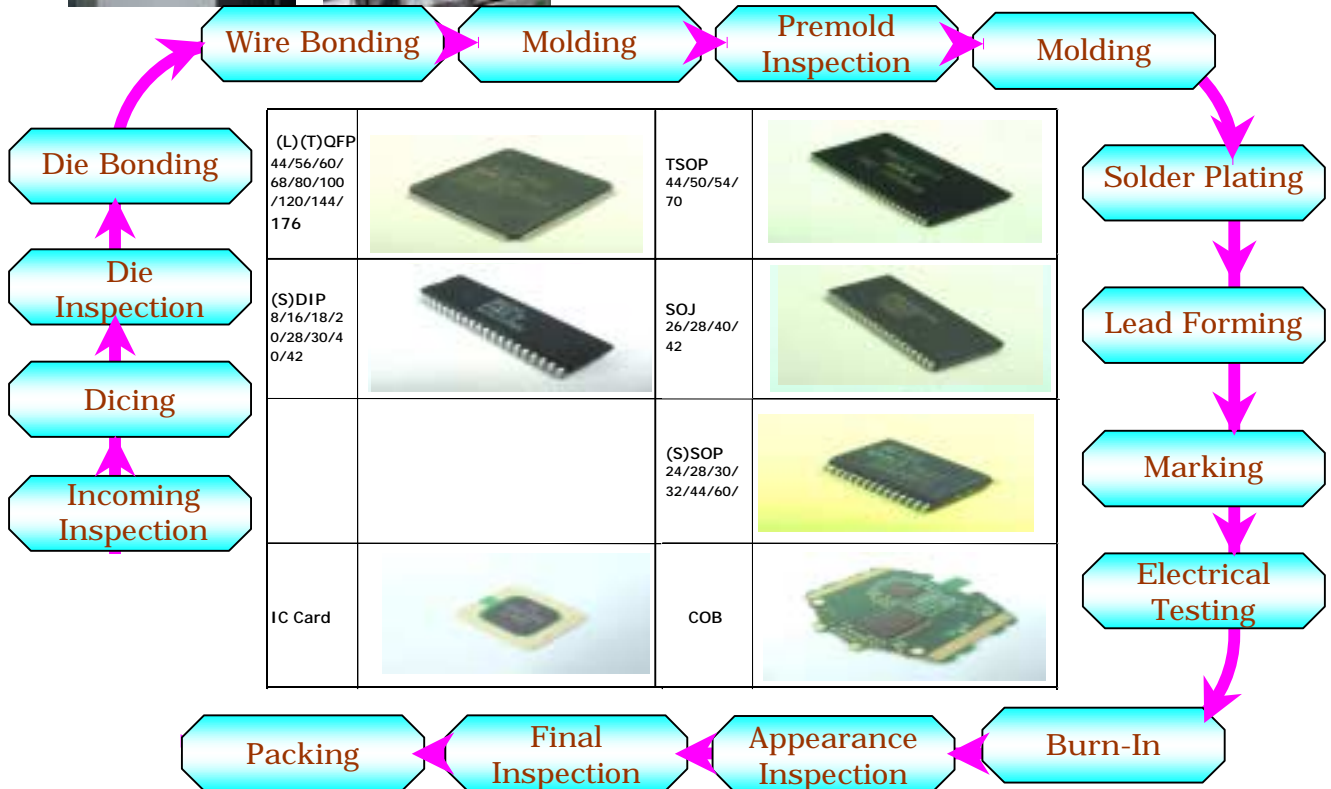 Wire Bonding
Molding
Premold
Inspection
Molding
Die Bonding
Die
Inspection
Dicing
Incoming
Inspection
(L)(T)QFP
44/56/60/
68/80/100
/120/144/
176
TSOP
44/50/54/
70
(S)DIP
8/16/18/2
0/28/30/4
0/42
SOJ
26/28/40/
42
(S)SOP
24/28/30/
32/44/60/
IC Card
COB
Solder Plating
Lead Forming
Marking
Electrical
Testing
Burn-In
Appearance
Inspection
Final
Inspection
Packing